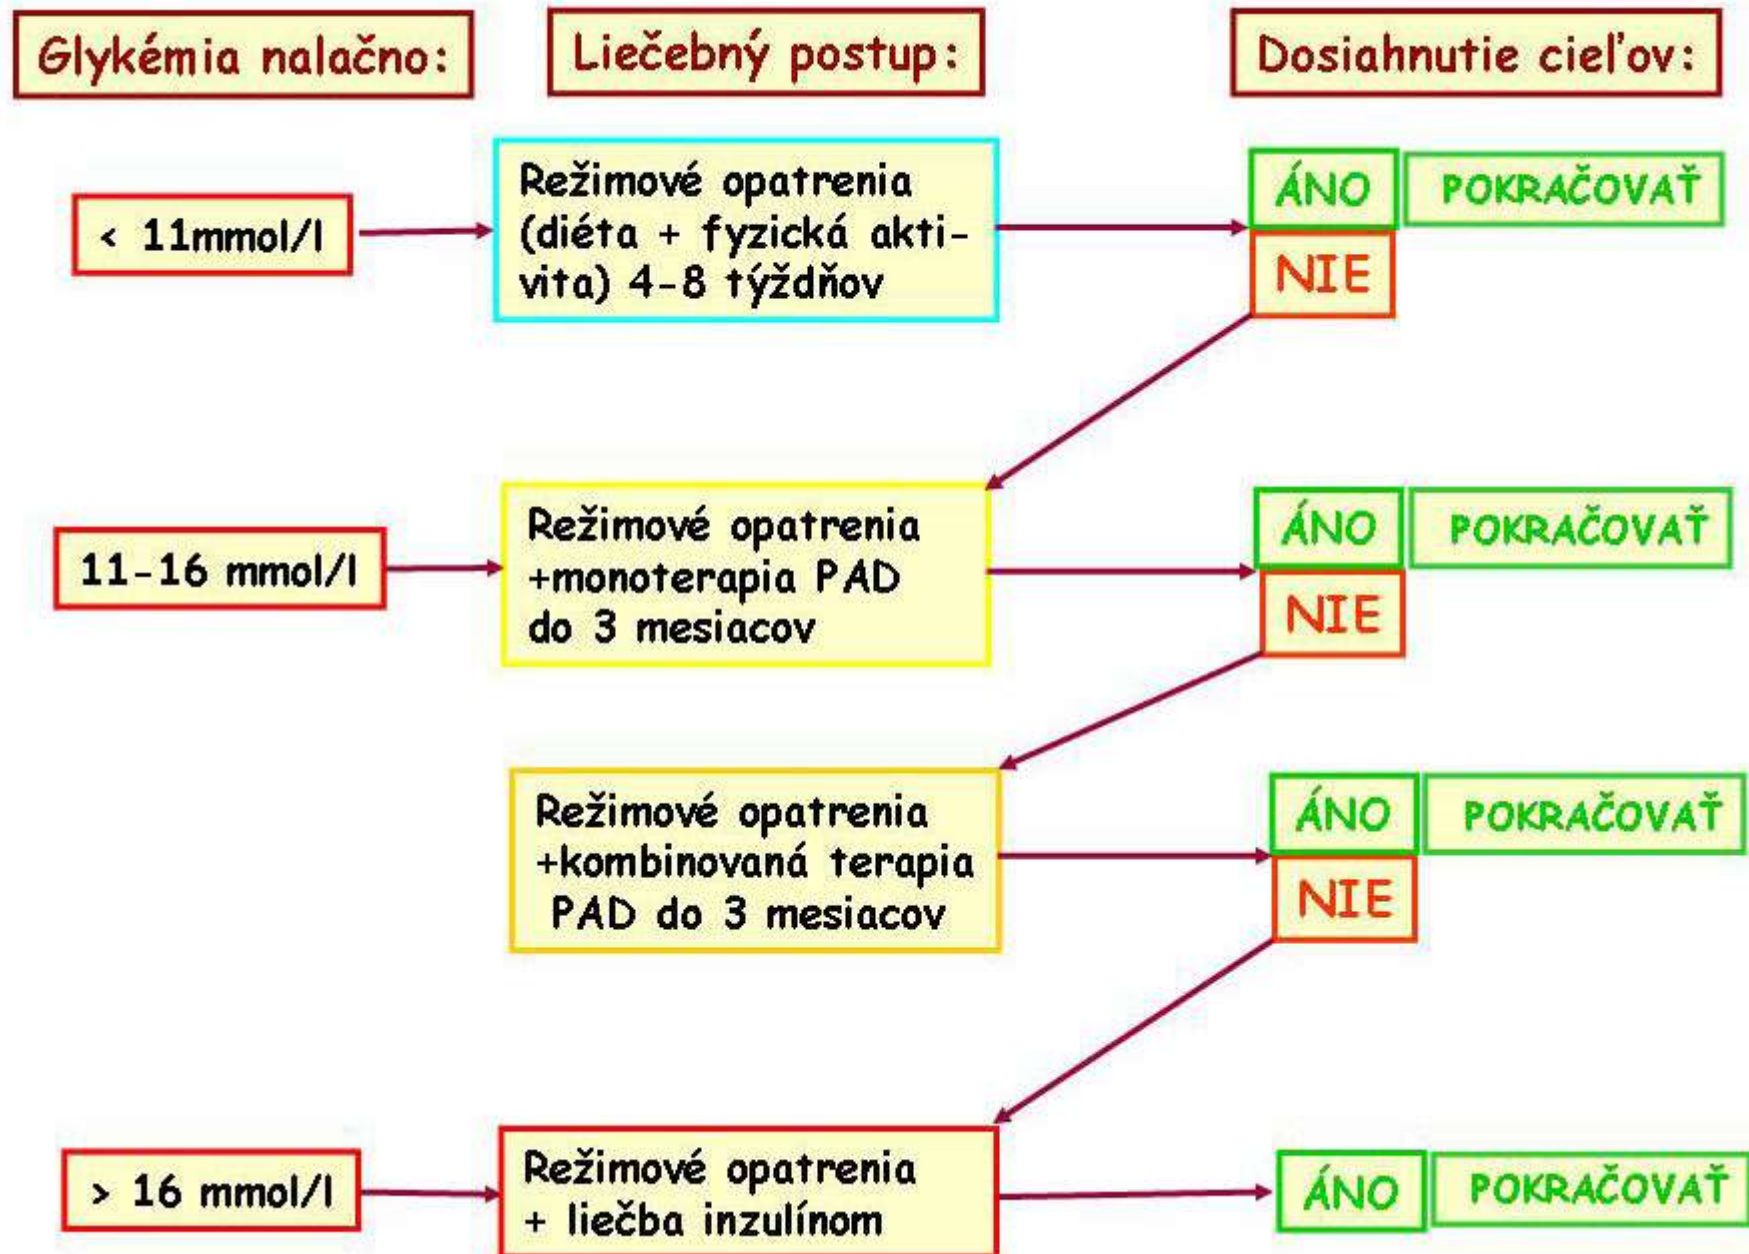 Glykémia nalačno:
Liečebný postup:
Dosiahnutie cieľov:
< 11mmol/l
Režimové opatrenia
(diéta + fyzická akti-
vita) 4-8 týždňov
ÁNO
POKRAČOVAŤ
NIE
11-16 mmol/l
Režimové opatrenia
+monoterapia PAD
do 3 mesiacov
ÁNO
POKRAČOVAŤ
NIE
Režimové opatrenia
+kombinovaná terapia
PAD do 3 mesiacov
ÁNO
POKRAČOVAŤ
NIE
> 16 mmol/l
Režimové opatrenia
+ liečba inzulínom
ÁNO
POKRAČOVAŤ